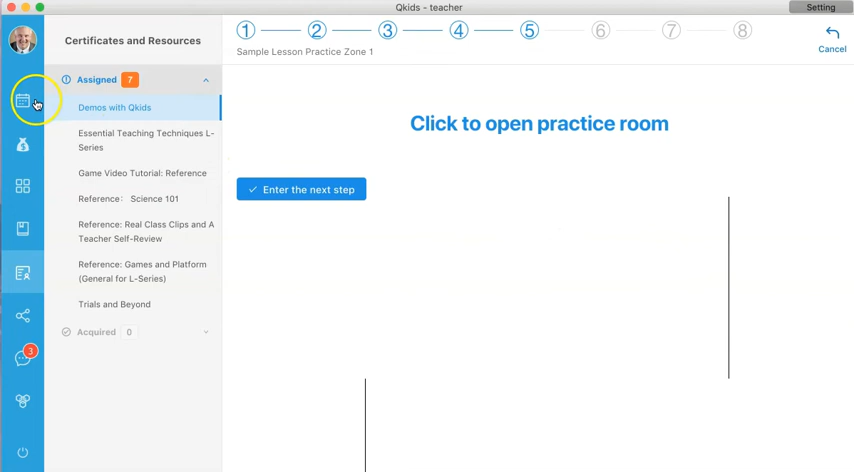 Qkids - teacher
Setting
Certificates and Resources
1 2 3 4 5 6 7 8
Sample Lesson Practice Zone 1
Cancel
Assigned 7
Demos with Qkids
Essential Teaching Techniques L-
Series
Game Video Tutorial: Reference
Reference: Science 101
Reference: Real Class Clips and A
Teacher Self-Review
Reference: Games and Platform
(General for L-Series)
Trials and Beyond
Acquired 0
3
Click to open practice room
Enter the next step